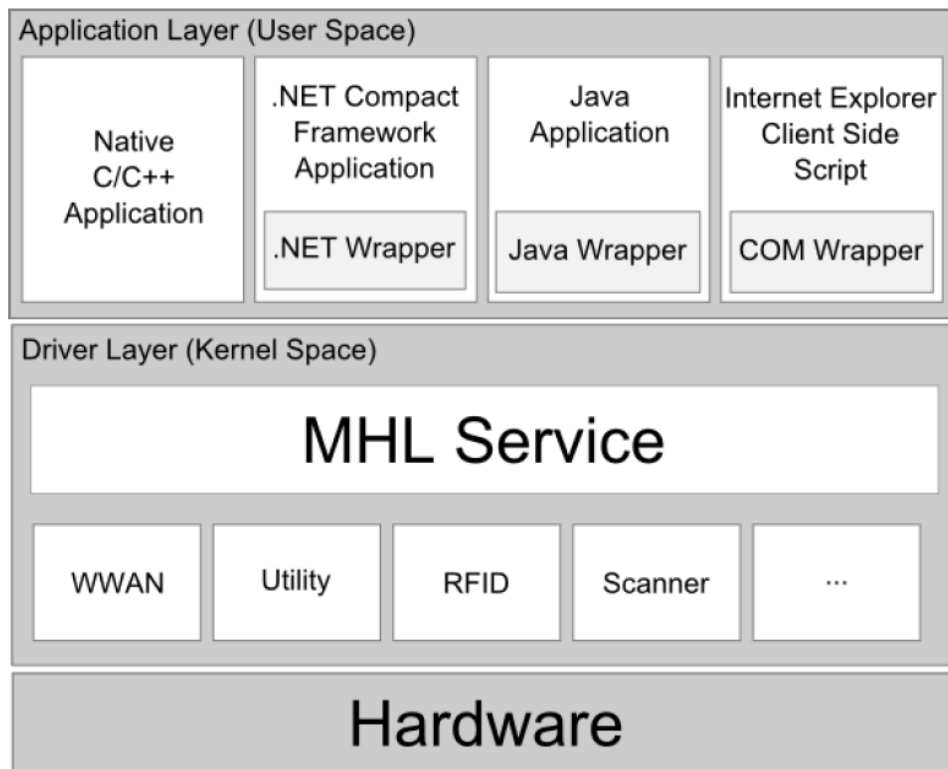 Application Layer (User Space)
Native
C/C++
Application
.NET Compact
Framework
Application
.NET Wrapper
Java
Application
Java Wrapper
Internet Explorer
Client Side
Script
COM Wrapper
Driver Layer (Kernel Space)
MHL Service
WWAN
Utility
RFID
Scanner
...
Hardware